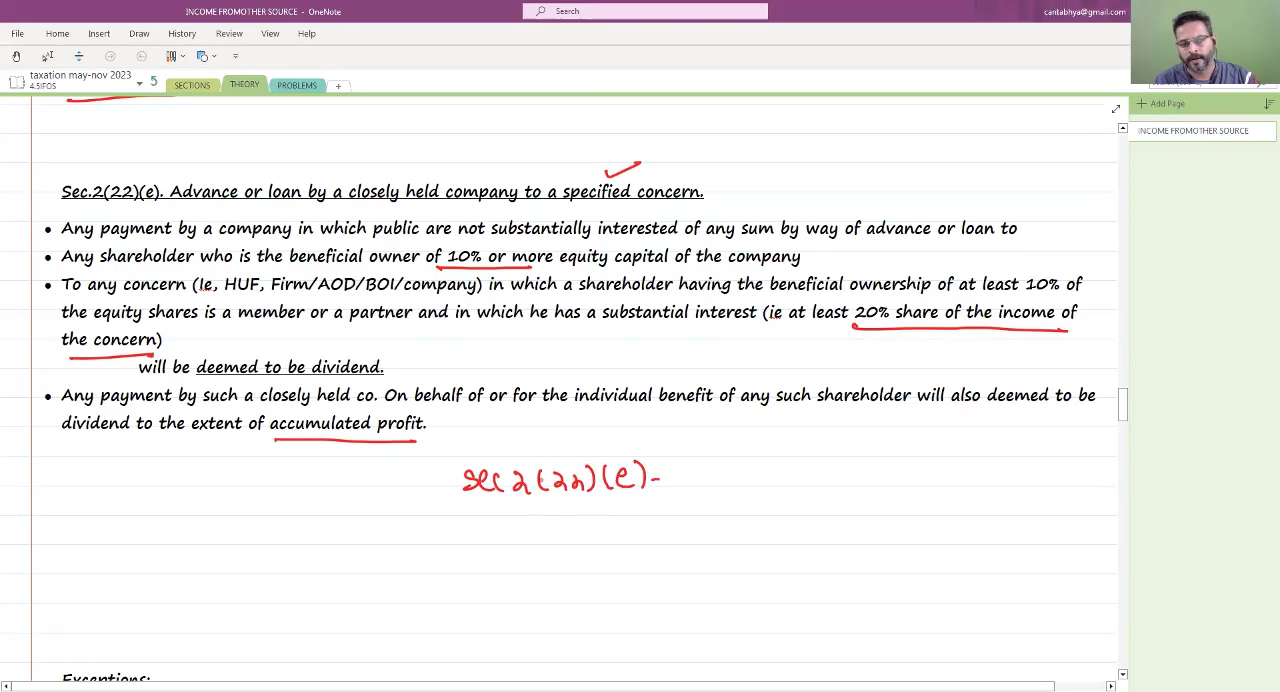 INCOME FROMOTHER SOURCE - OneNote
Search
cantabhya@gmail.com
File Home Insert Draw History Review View Help
taxation may-nov 2023
4.5IFOS
SECTIONS THEORY PROBLEMS +
Add Page
INCOME FROMOTHER SOURCE
Sec.2(22)(e). Advance or loan by a closely held company to a specified concern.
• Any payment by a company in which public are not substantially interested of any sum by way of advance or loan to
• Any shareholder who is the beneficial owner of 10% or more equity capital of the company
• To any concern (Ie, HUF, Firm/AOD/BOI/company) in which a shareholder having the beneficial ownership of at least 10% of
the equity shares is a member or a partner and in which he has a substantial interest (ie at least 20% share of the income of
the concern)
will be deemed to be dividend.
• Any payment by such a closely held co. On behalf of or for the individual benefit of any such shareholder will also deemed to be
dividend to the extent of accumulated profit.
sec 2(22)(e) -
Exceptions: